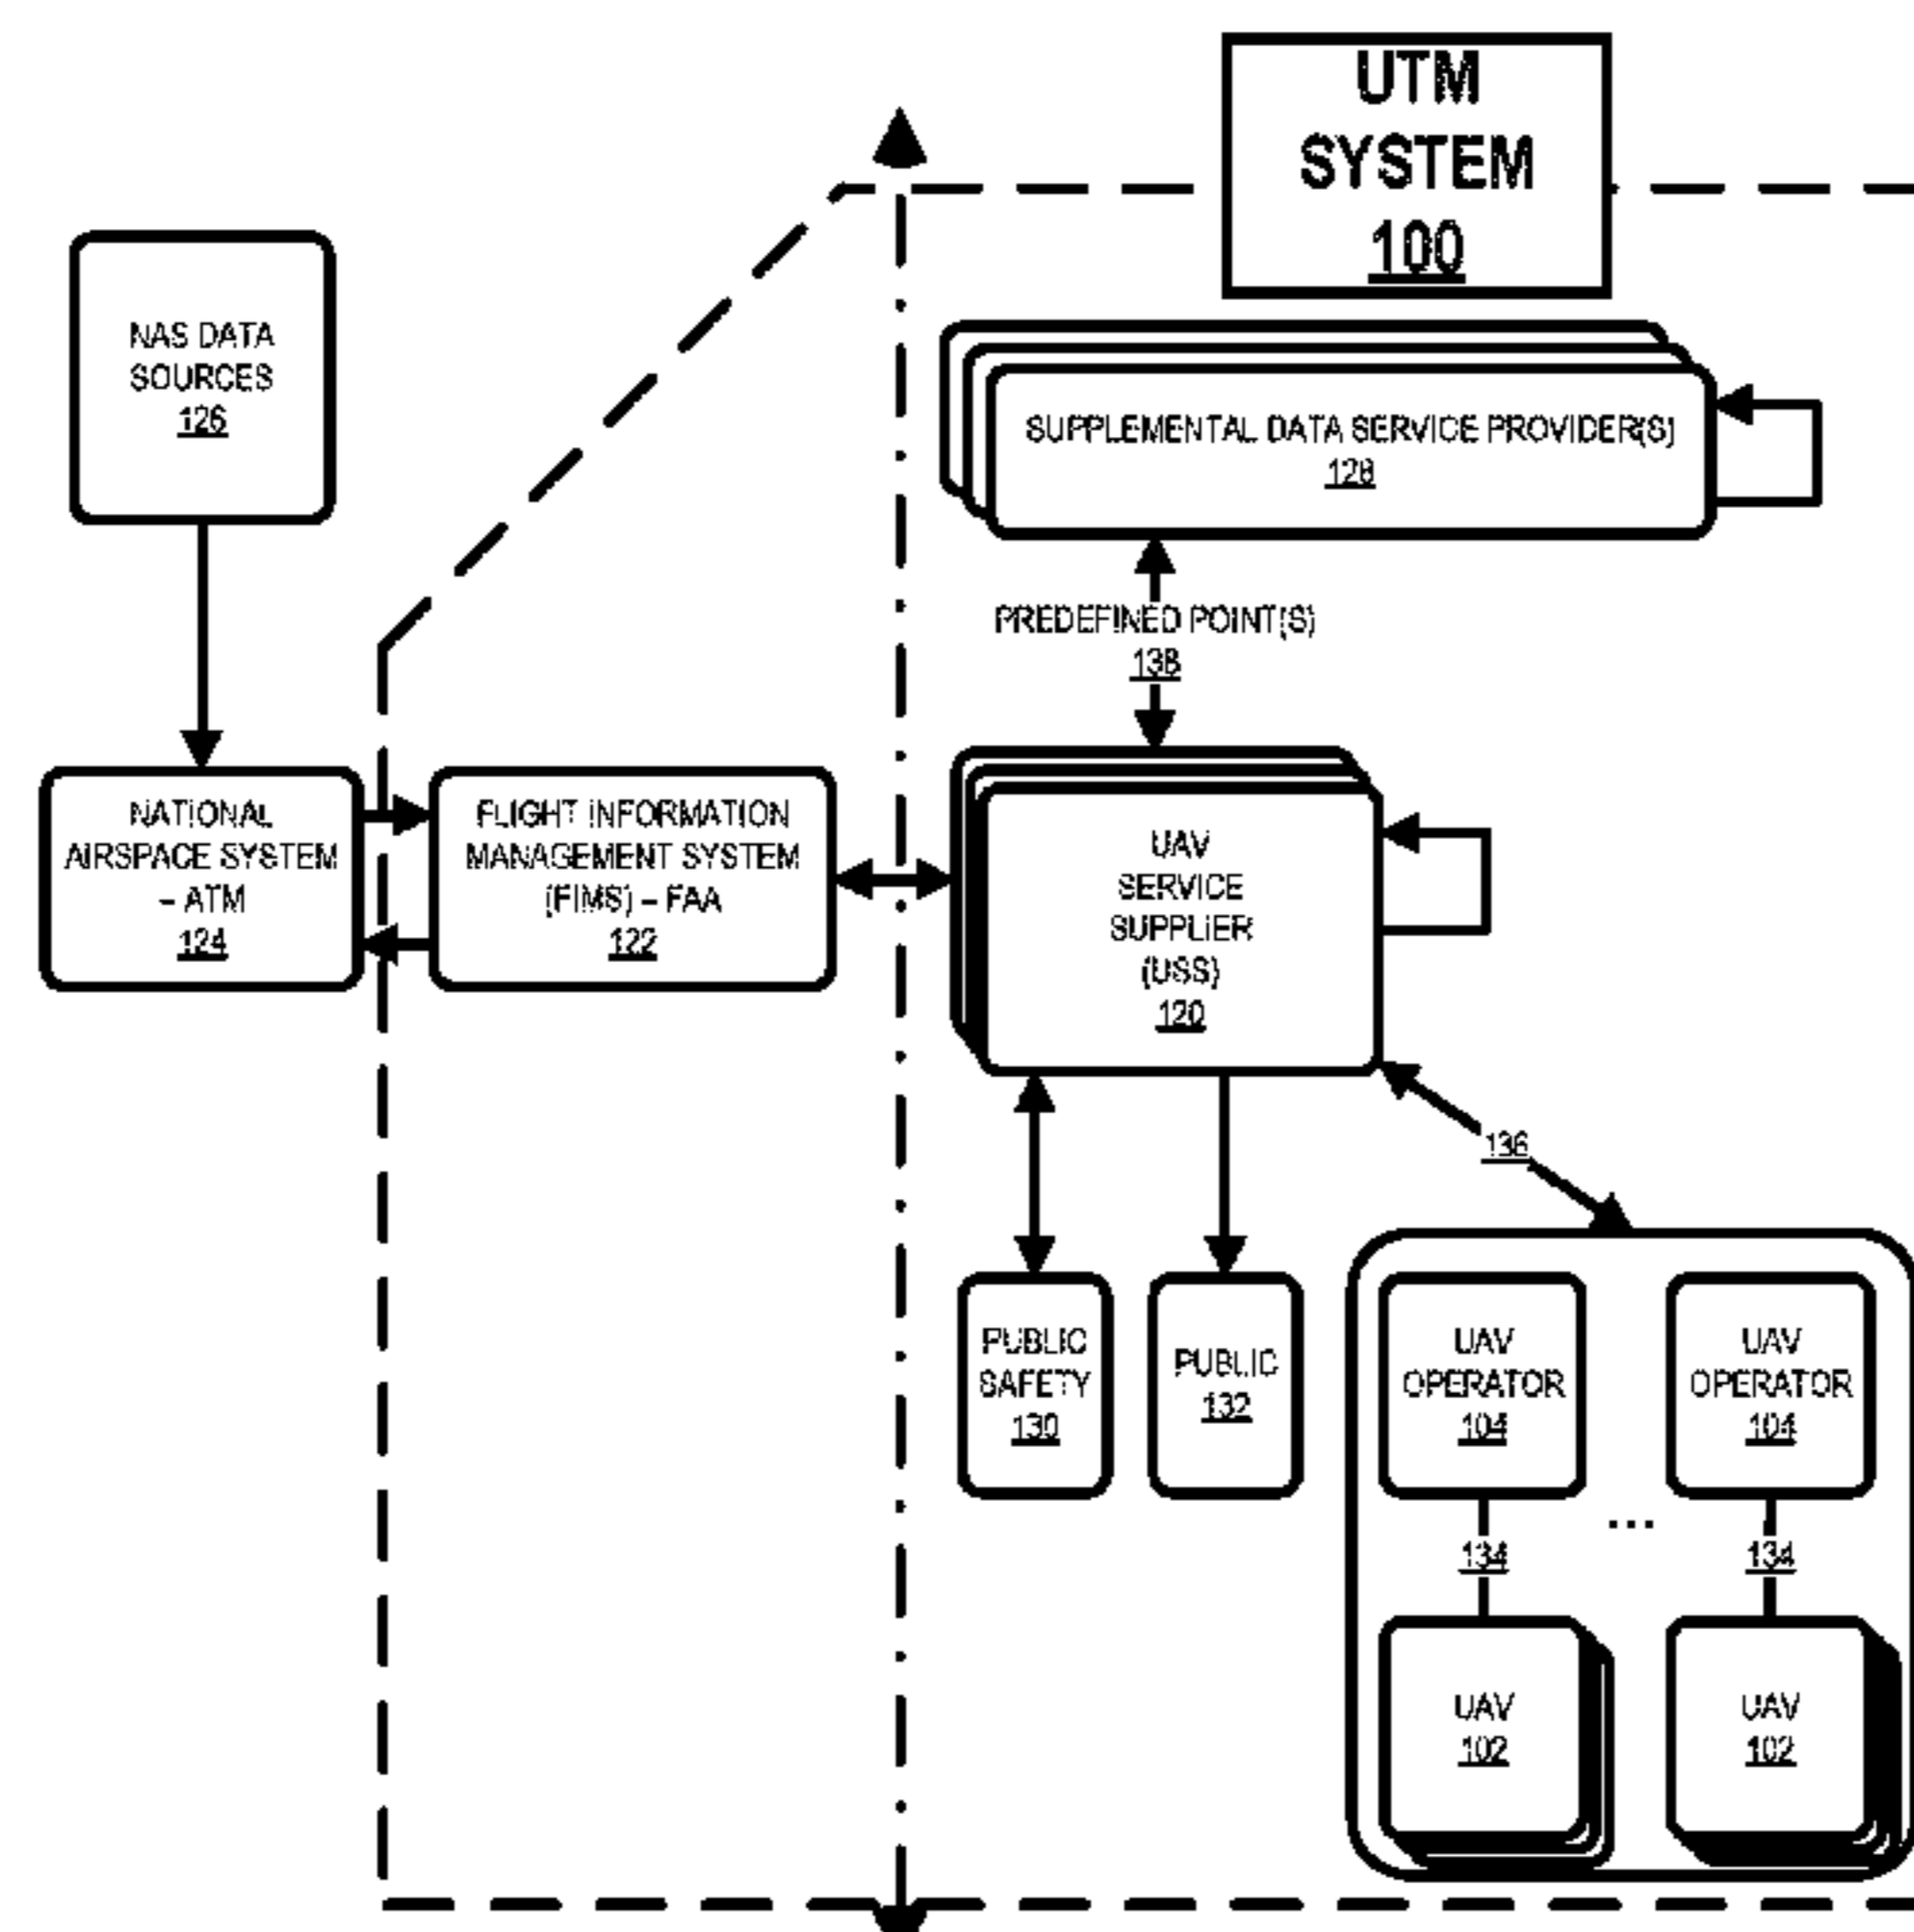 UTM
SYSTEM
100
NAS DATA
SOURCES
126
SUPPLEMENTAL DATA SERVICE PROVIDER(S)
128
PREDEFINED POINT(S)
138
NATIONAL
AIRSPACE SYSTEM
– ATM
124
FLIGHT INFORMATION
MANAGEMENT SYSTEM
(FIMS) – FAA
122
UAV
SERVICE
SUPPLIER
(USS)
120
136
PUBLIC
SAFETY
130
PUBLIC
132
UAV
OPERATOR
104
UAV
OPERATOR
104
...
134
134
UAV
102
UAV
102